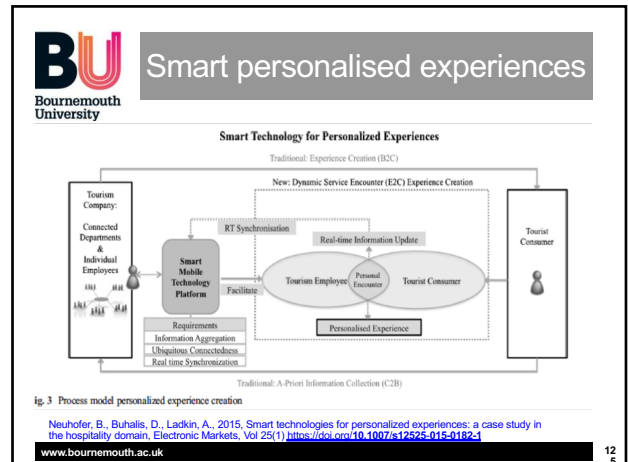 BU
Bournemouth
University
Smart personalised experiences
Smart Technology for Personalized Experiences
Traditional: Experience Creation (B2C)
New: Dynamic Service Encounter (E2C) Experience Creation
Tourism
Company:
Connected
Departments
&
Individual
Employees
RT Synchronisation
Real-time Information Update
Smart
Mobile
Technology
Platform
Facilitate
Tourism Employee
Personal
Encounter
Tourist Consumer
Tourist
Consumer
Requirements
Information Aggregation
Ubiquitous Connectedness
Real time Synchronization
Personalised Experience
Traditional: A-Priori Information Collection (C2B)
ig. 3 Process model personalized experience creation
Neuhofer, B., Buhalis, D., Ladkin, A., 2015, Smart technologies for personalized experiences: a case study in
the hospitality domain, Electronic Markets, Vol 25(1) https://doi.org/10.1007/s12525-015-0182-1
www.bournemouth.ac.uk
12
5